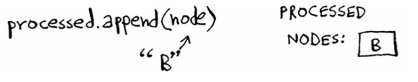 processed.append(node)
"B"
PROCESSED
NODES: B